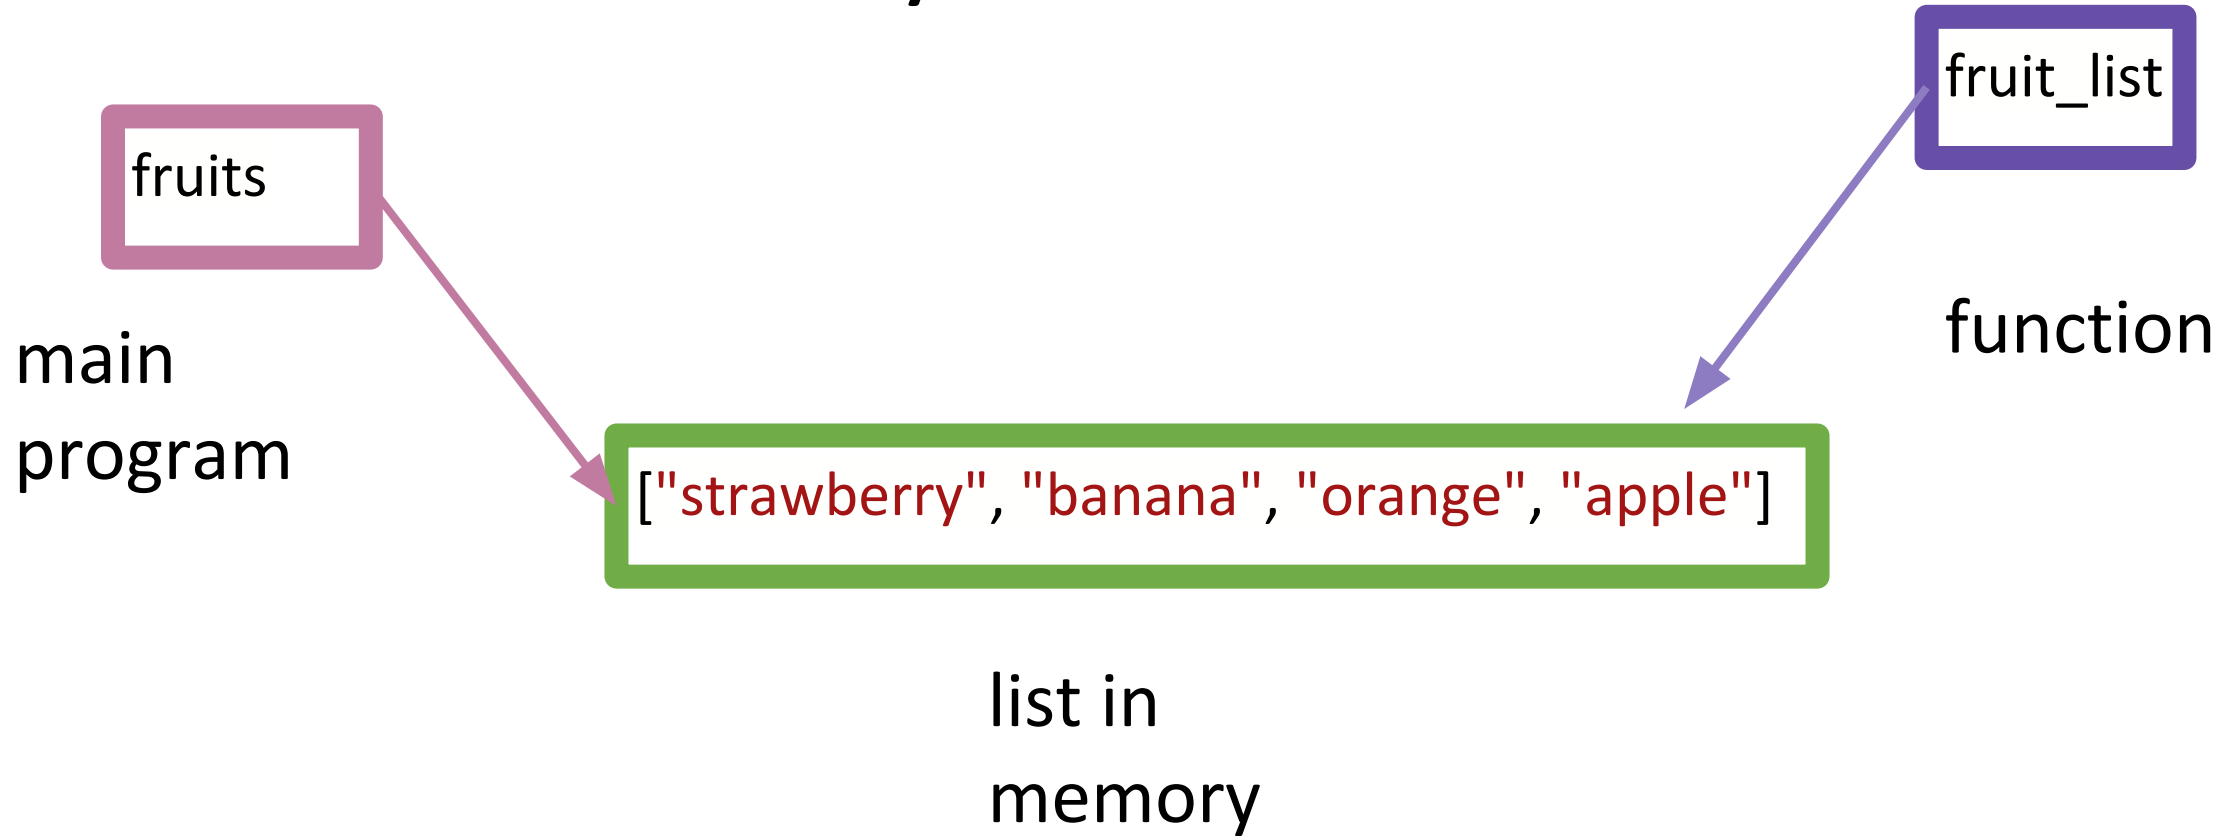 fruit_list
fruits
function
main
program
["strawberry", "banana", "orange", "apple"]
list in
memory